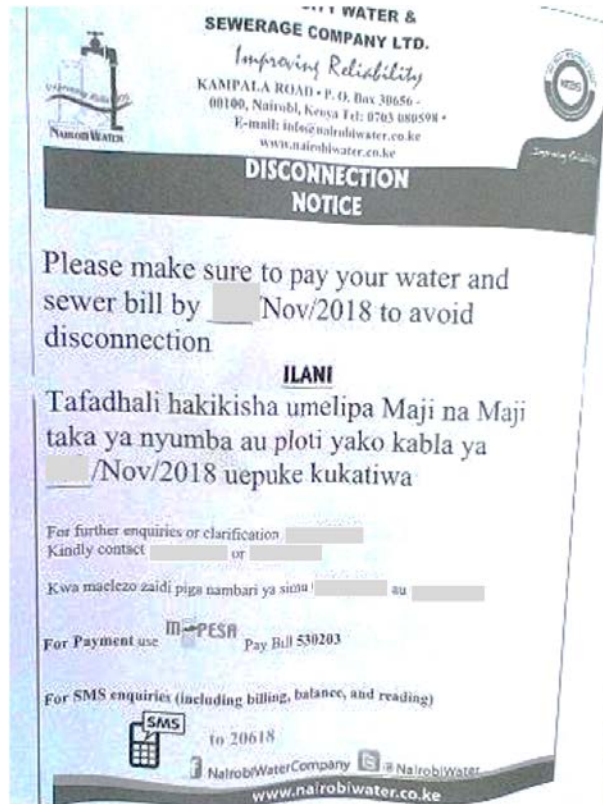 CITY WATER &
SEWERAGE COMPANY LTD.
Improving Reliability
KAMPALA ROAD • P. O. Box 30656 -
00100, Nairobi, Kenya Tel: 0703 080598 •
E-mail: info@nairobiwater.co.ke
www.nairobiwater.co.ke
NAIROBI WATER
DISCONNECTION
NOTICE
Please make sure to pay your water and
sewer bill by /Nov/2018 to avoid
disconnection
ILANI
Tafadhali hakikisha umelipa Maji na Maji
taka ya nyumba au ploti yako kabla ya
/Nov/2018 uepuke kukatiwa
For further enquiries or clarification
Kindly contact or
Kwa maelezo zaidi piga nambari ya simu au
For Payment use M-PESA Pay Bill 530203
For SMS enquiries (including billing, balance, and reading)
SMS
to 20618
NairobiWaterCompany @NairobiWater
www.nairobiwater.co.ke